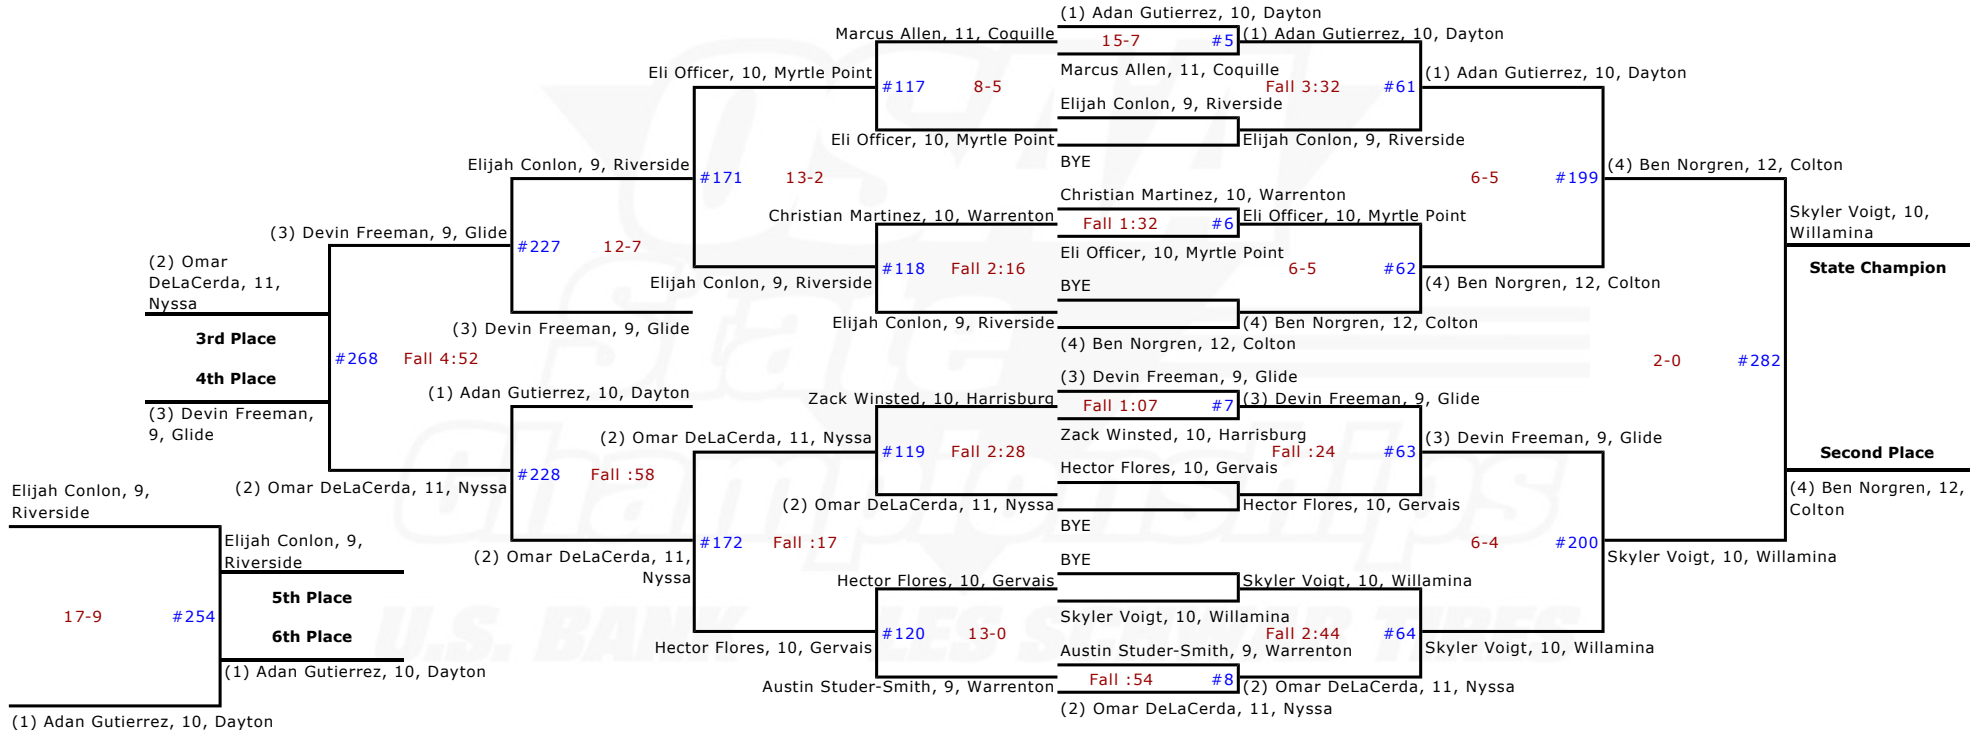 (1) Adan Gutierrez, 10, Dayton
Marcus Allen, 11, Coquille
15-7 #5
(1) Adan Gutierrez, 10, Dayton
Marcus Allen, 11, Coquille
Eli Officer, 10, Myrtle Point
#117 8-5
Fall 3:32 #61
(1) Adan Gutierrez, 10, Dayton
Elijah Conlon, 9, Riverside
Eli Officer, 10, Myrtle Point
Elijah Conlon, 9, Riverside
BYE
Elijah Conlon, 9, Riverside
#171 13-2
6-5 #199
(4) Ben Norgren, 12, Colton
Christian Martinez, 10, Warrenton
Christian Martinez, 10, Warrenton
Fall 1:32 #6
Eli Officer, 10, Myrtle Point
Skyler Voigt, 10,
Willamina
State Champion
(3) Devin Freeman, 9, Glide
#227 12-7
Eli Officer, 10, Myrtle Point
#118 Fall 2:16
6-5 #62
(2) Omar
DeLaCerda, 11,
Nyssa
Elijah Conlon, 9, Riverside
BYE
(4) Ben Norgren, 12, Colton
(3) Devin Freeman, 9, Glide
Elijah Conlon, 9, Riverside
(4) Ben Norgren, 12, Colton
(4) Ben Norgren, 12, Colton
3rd Place
#268 Fall 4:52
4th Place
2-0 #282
(3) Devin Freeman,
9, Glide
(1) Adan Gutierrez, 10, Dayton
(3) Devin Freeman, 9, Glide
Zack Winsted, 10, Harrisburg
Fall 1:07 #7
(3) Devin Freeman, 9, Glide
Zack Winsted, 10, Harrisburg
(2) Omar DeLaCerda, 11, Nyssa
#119 Fall 2:28
Fall :24 #63
(3) Devin Freeman, 9, Glide
Second Place
(4) Ben Norgren, 12,
Colton
#228 Fall :58
Hector Flores, 10, Gervais
(2) Omar DeLaCerda, 11, Nyssa
(2) Omar DeLaCerda, 11, Nyssa
Hector Flores, 10, Gervais
BYE
Elijah Conlon, 9,
Riverside
#172 Fall :17
6-4 #200
Elijah Conlon, 9,
Riverside
(2) Omar DeLaCerda, 11,
Nyssa
BYE
Skyler Voigt, 10, Willamina
Hector Flores, 10, Gervais
Skyler Voigt, 10, Willamina
Skyler Voigt, 10, Willamina
5th Place
17-9 #254
6th Place
#120 13-0
Fall 2:44 #64
Hector Flores, 10, Gervais
Austin Studer-Smith, 9, Warrenton
Skyler Voigt, 10, Willamina
(1) Adan Gutierrez, 10, Dayton
Austin Studer-Smith, 9, Warrenton
Fall :54 #8
(2) Omar DeLaCerda, 11, Nyssa
(2) Omar DeLaCerda, 11, Nyssa
(1) Adan Gutierrez, 10, Dayton
OSAA
State
Championships
U.S. BANK LES SCHWAB TIRES